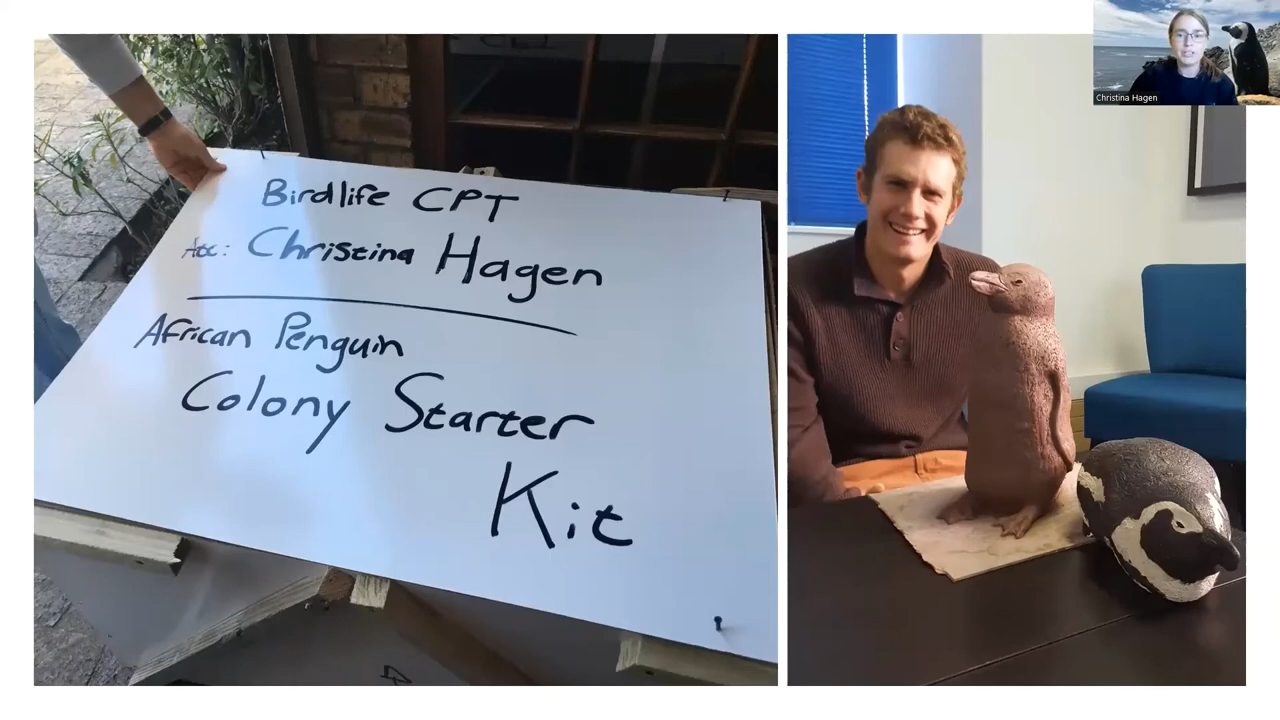 Birdlife CPT
Att: Christina Hagen
African Penguin
Colony Starter
Kit
Christina Hagen